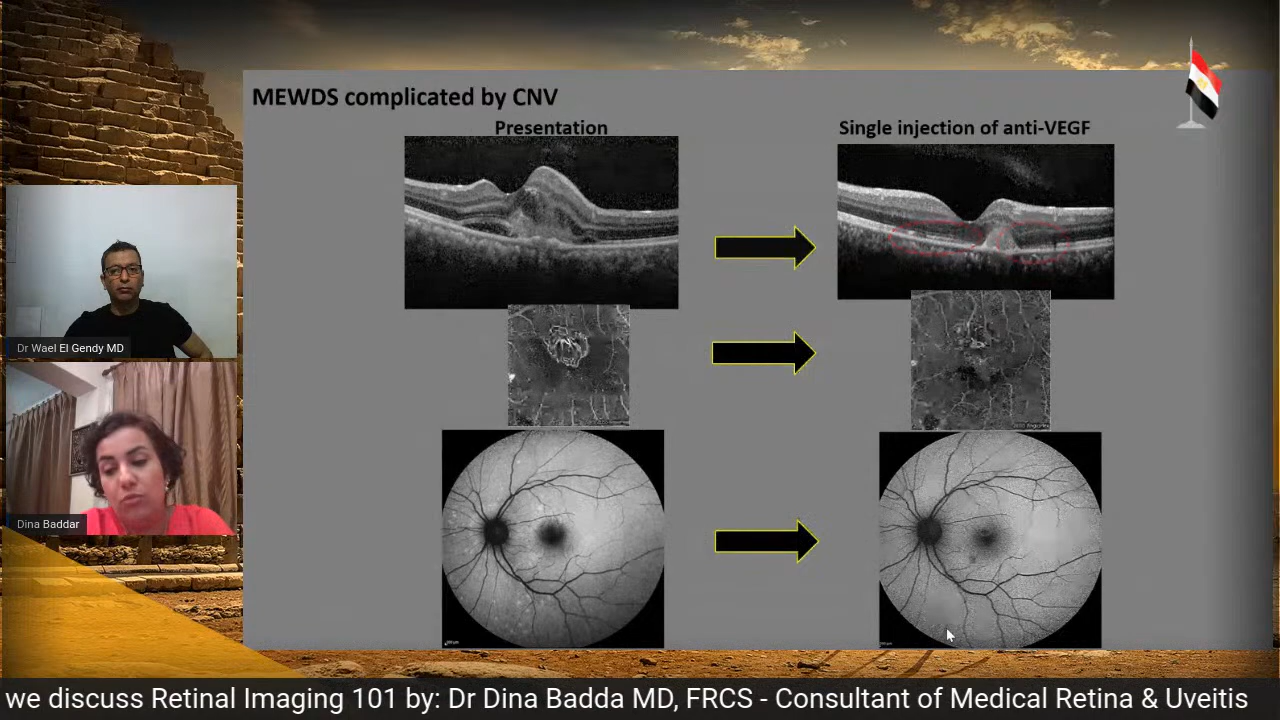 MEWDS complicated by CNV
Presentation
Single injection of anti-VEGF
Dr Wael El Gendy MD
Dina Baddar
we discuss Retinal Imaging 101 by: Dr Dina Badda MD, FRCS - Consultant of Medical Retina & Uveitis